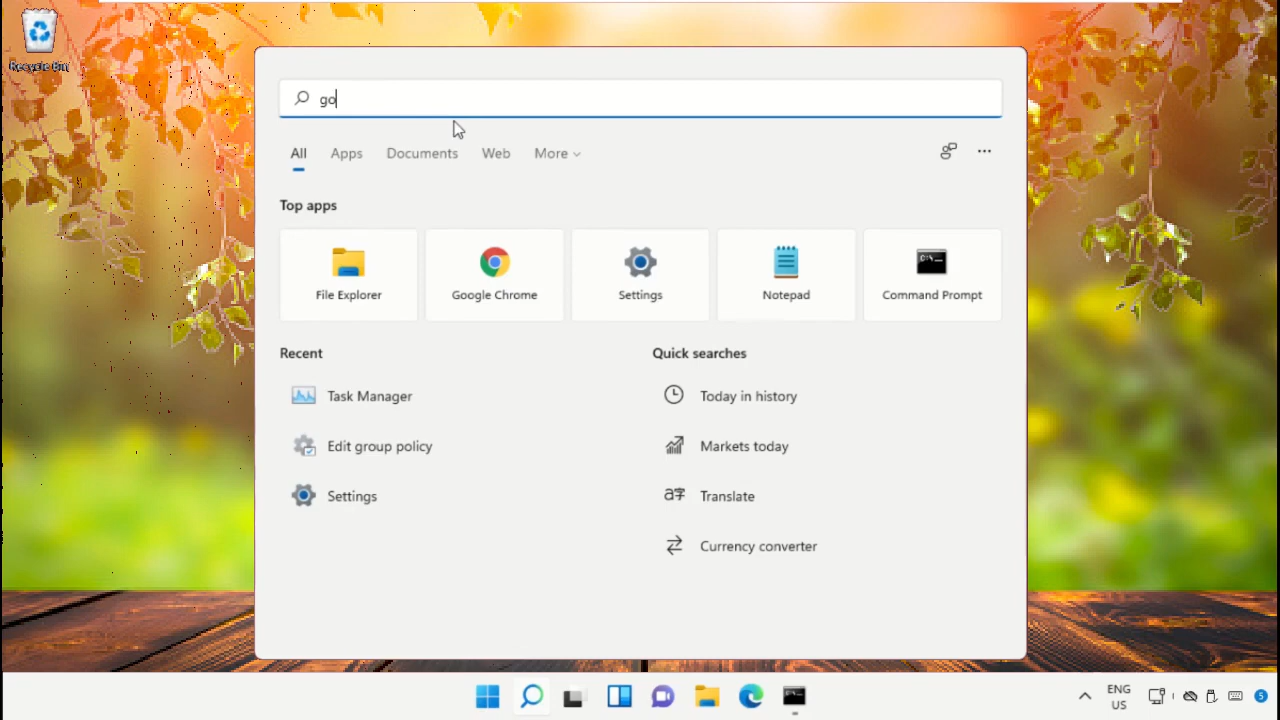 Recycle Bin
go
All Apps Documents Web More
Top apps
File Explorer Google Chrome Settings Notepad Command Prompt
Recent Quick searches
Task Manager Today in history
Edit group policy Markets today
Settings Translate
Currency converter
ENG
US
5